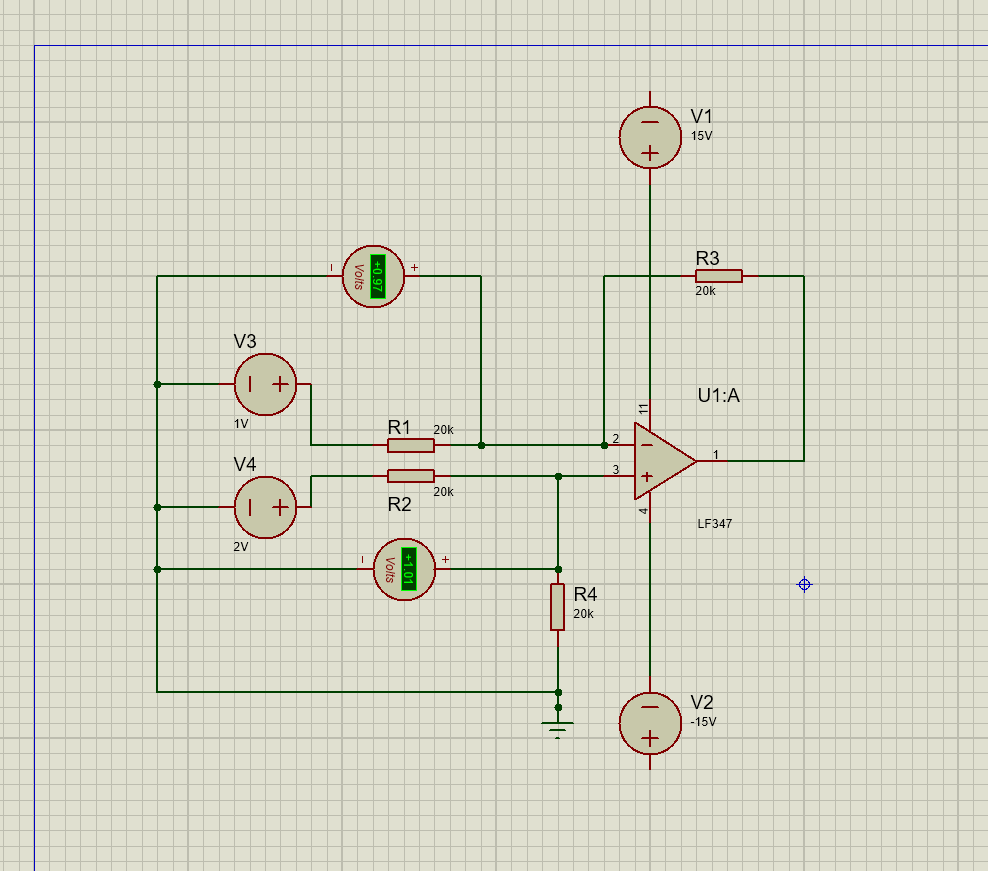 V1
15V
R3
20k
- +
Volts +0.97
V3
1V
U1:A
11
R1 20k
2
1
V4
3
R2 20k
2V
4
LF347
- +
Volts +1.01
R4
20k
V2
-15V